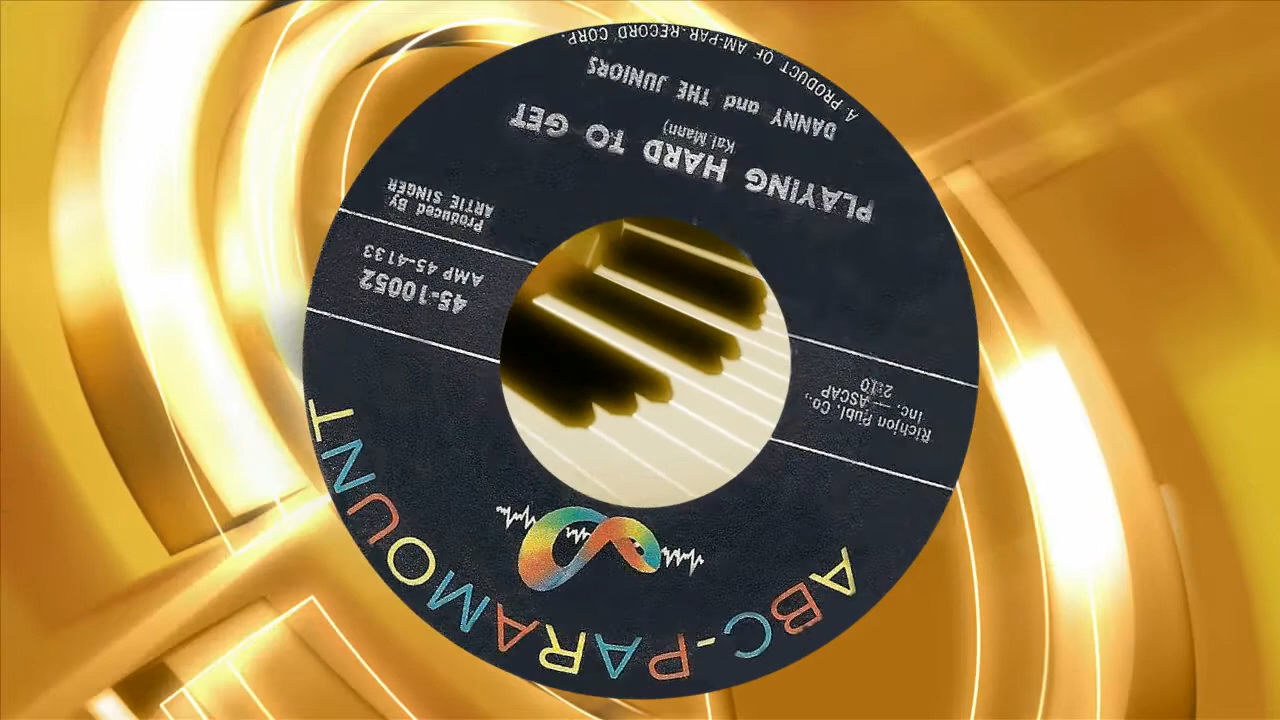 ABC-PARAMOUNT
45-10052
AMP 45-4133
Richjon Publ. Co.,
Inc. — ASCAP
2:10
Produced By
ARTIE SINGER
PLAYING HARD TO GET
Kal Mann)
DANNY and THE JUNIORS
A PRODUCT OF AM-PAR RECORD CORP.